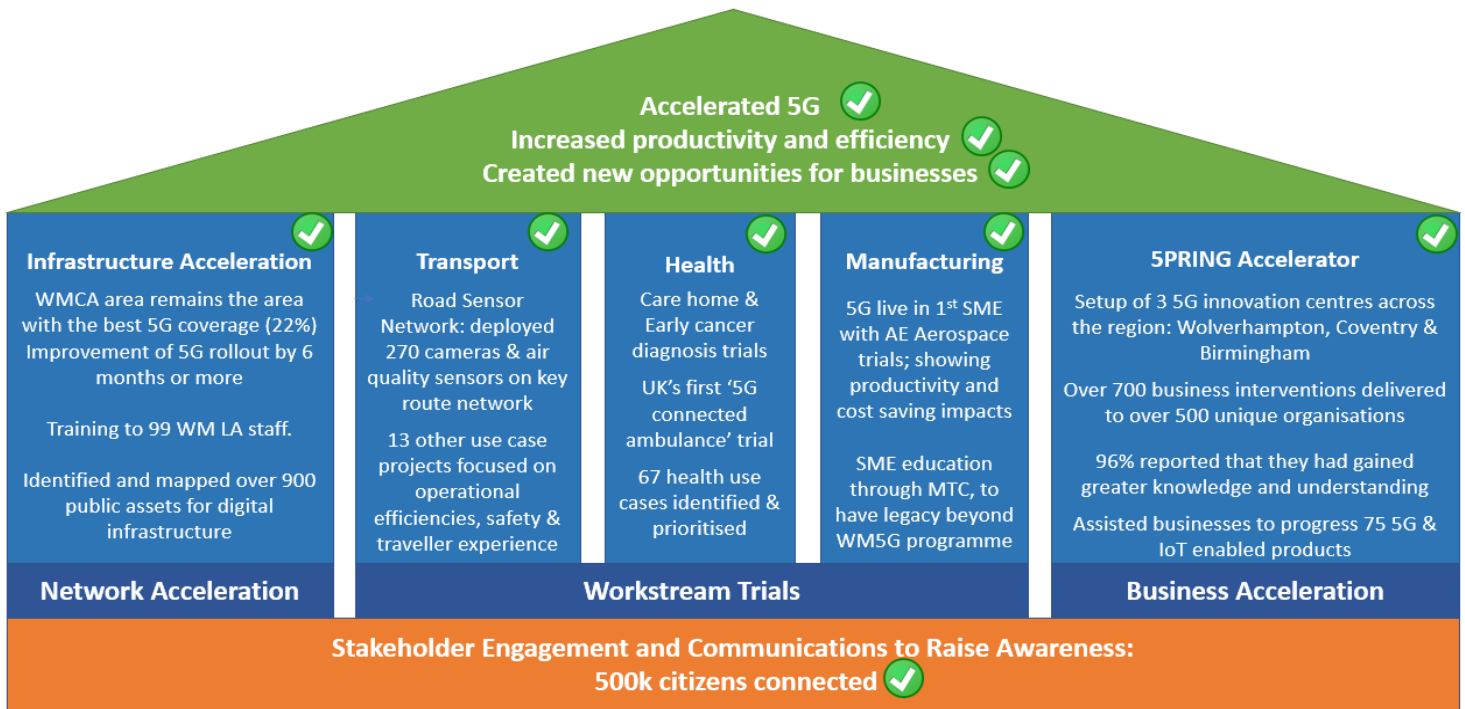 Accelerated 5G
Increased productivity and efficiency
Created new opportunities for businesses
Infrastructure Acceleration
WMCA area remains the area
with the best 5G coverage (22%)
Improvement of 5G rollout by 6
months or more
Training to 99 WM LA staff.
Identified and mapped over 900
public assets for digital
infrastructure
Transport
Road Sensor
Network: deployed
270 cameras & air
quality sensors on key
route network
13 other use case
projects focused on
operational
efficiencies, safety &
traveller experience
Health
Care home &
Early cancer
diagnosis trials
UK's first ‘5G
connected
ambulance’ trial
67 health use
cases identified &
prioritised
Manufacturing
5G live in 1st SME
with AE Aerospace
trials; showing
productivity and
cost saving impacts
SME education
through MTC, to
have legacy beyond
WM5G programme
5PRING Accelerator
Setup of 3 5G innovation centres across
the region: Wolverhampton, Coventry &
Birmingham
Over 700 business interventions delivered
to over 500 unique organisations
96% reported that they had gained
greater knowledge and understanding
Assisted businesses to progress 75 5G &
IoT enabled products
Network Acceleration
Workstream Trials
Business Acceleration
Stakeholder Engagement and Communications to Raise Awareness:
500k citizens connected